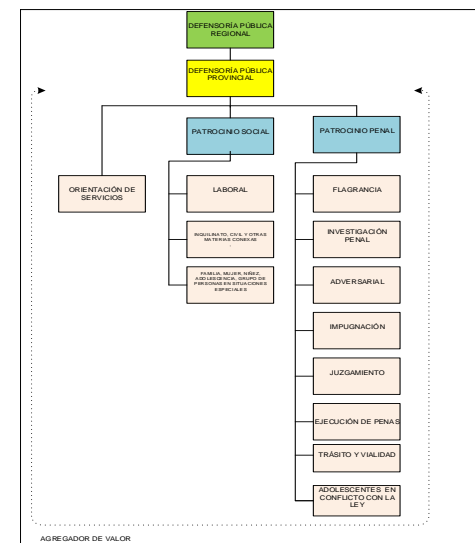 DEFENSORÍA PÚBLICA
REGIONAL
DEFENSORÍA PÚBLICA
PROVINCIAL
PATROCINIO SOCIAL
PATROCINIO PENAL
ORIENTACIÓN DE
SERVICIOS
LABORAL
INQUILINATO, CIVIL Y OTRAS
MATERIAS CONEXAS
.
FAMILIA, MUJER, NIÑEZ,
ADOLESCENCIA, GRUPO DE
PERSONAS EN SITUACIONES
ESPECIALES
FLAGRANCIA
INVESTIGACIÓN
PENAL
ADVERSARIAL
IMPUGNACIÓN
JUZGAMIENTO
EJECUCIÓN DE PENAS
TRÁSITO Y VIALIDAD
ADOLESCENTES EN
CONFLICTO CON LA
LEY
AGREGADOR DE VALOR